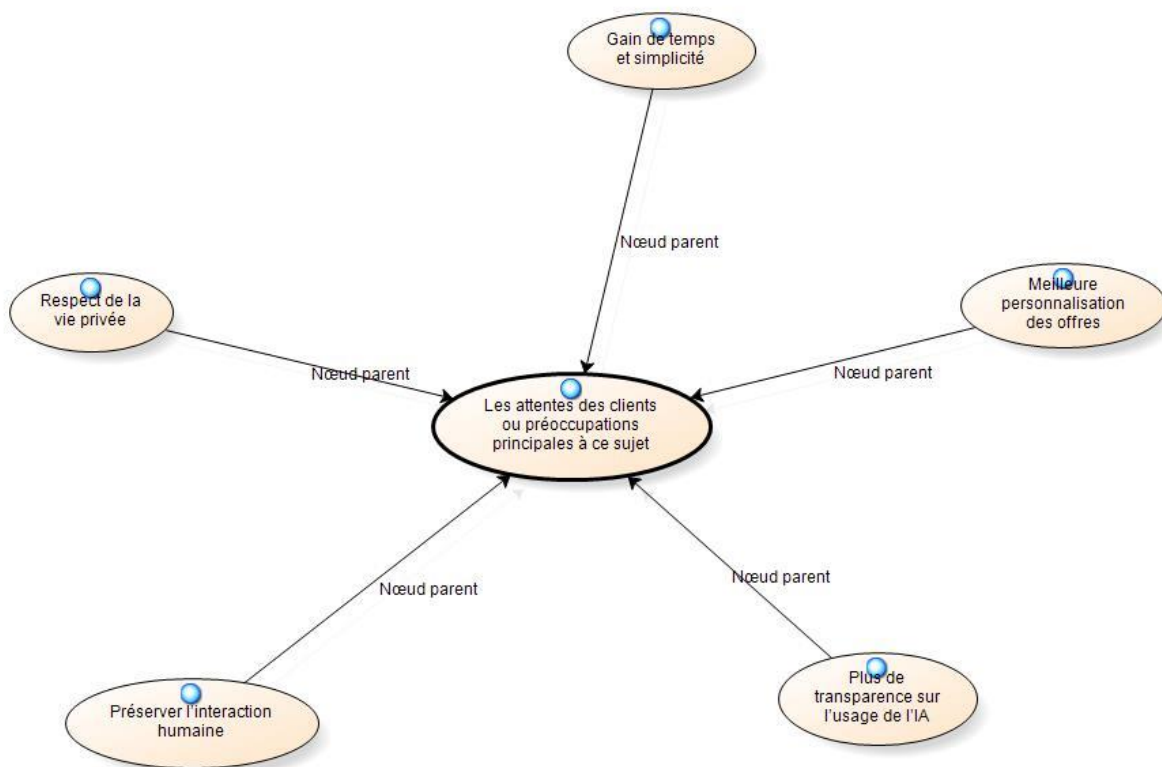 Gain de temps
et simplicité
Nœud parent
Respect de la
vie privée
Meilleure
personnalisation
des offres
Nœud parent
Nœud parent
Les attentes des clients
ou préoccupations
principales à ce sujet
Nœud parent
Nœud parent
Préserver l’interaction
humaine
Plus de
transparence sur
l’usage de l’IA